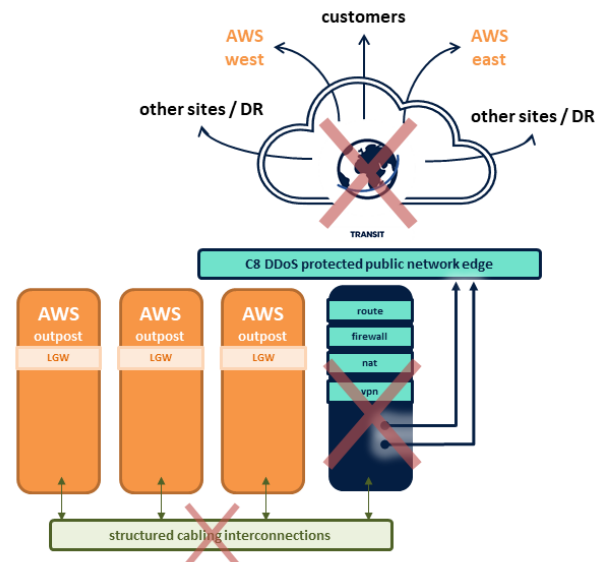 customers
AWS
west
AWS
east
other sites / DR
other sites / DR
TRANSIT
C8 DDoS protected public network edge
AWS
outpost
LGW
AWS
outpost
LGW
AWS
outpost
LGW
route
firewall
nat
vpn
structured cabling interconnections